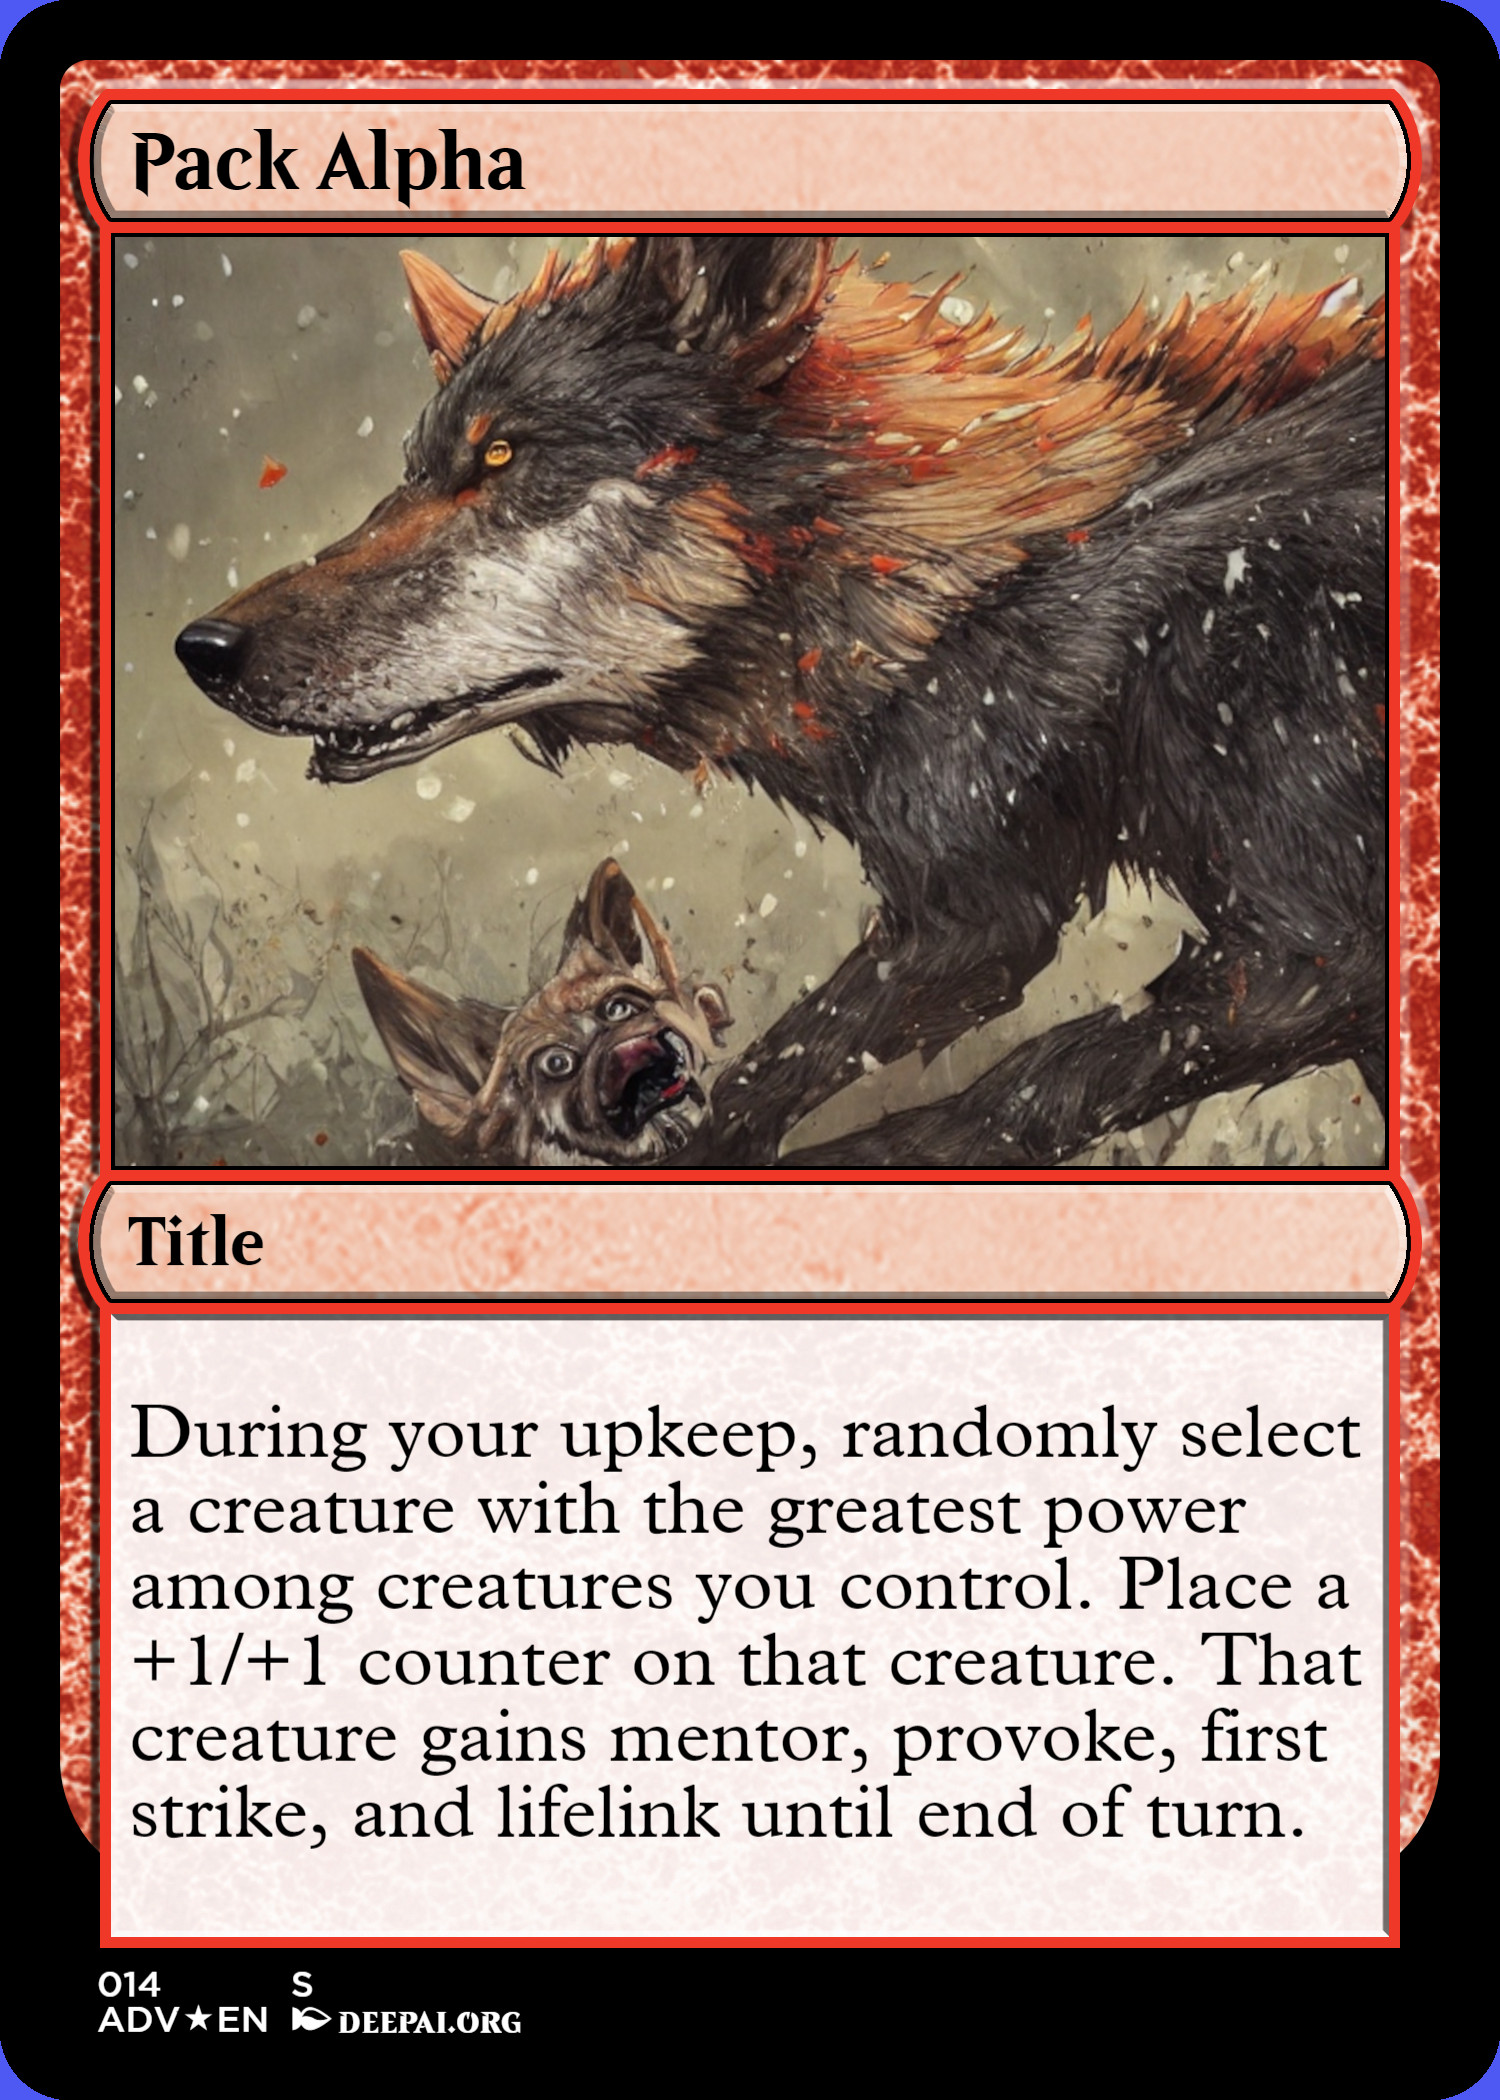 Pack Alpha
Title
During your upkeep, randomly select
a creature with the greatest power
among creatures you control. Place a
+1/+1 counter on that creature. That
creature gains mentor, provoke, first
strike, and lifelink until end of turn.
014 S
ADV★EN DEEPAI.ORG